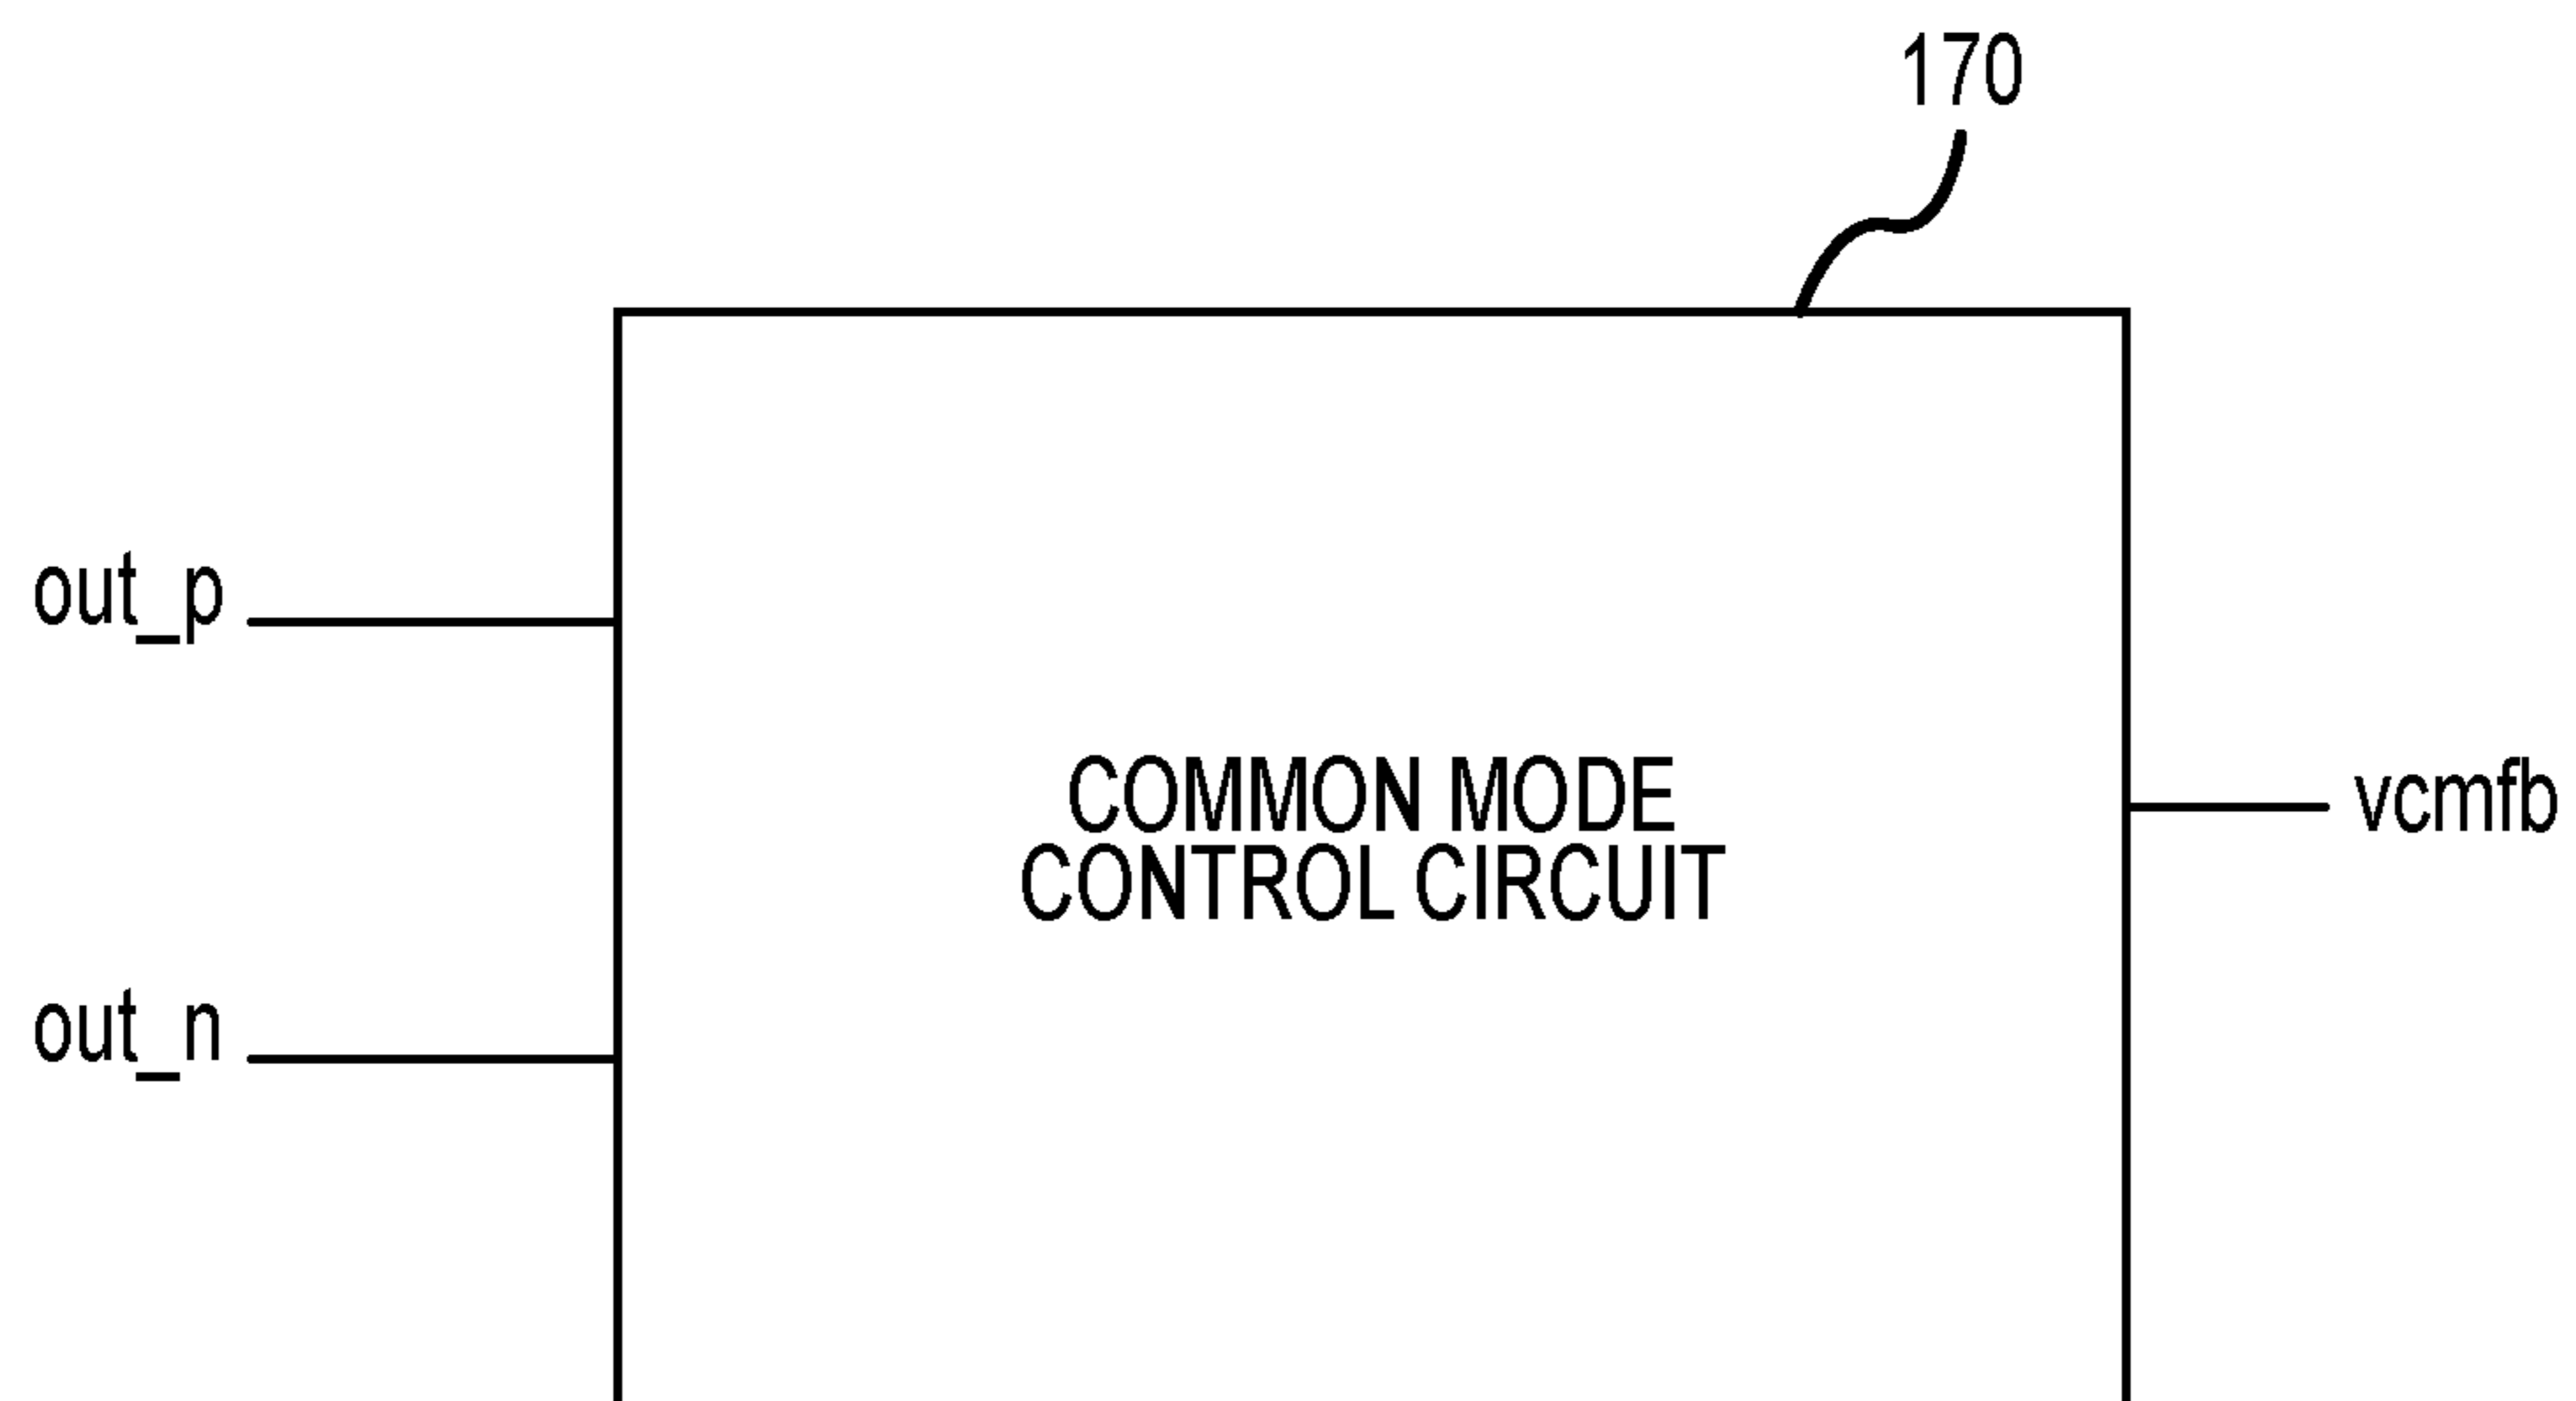 170
out_p
COMMON MODE
CONTROL CIRCUIT
vcmfb
out_n